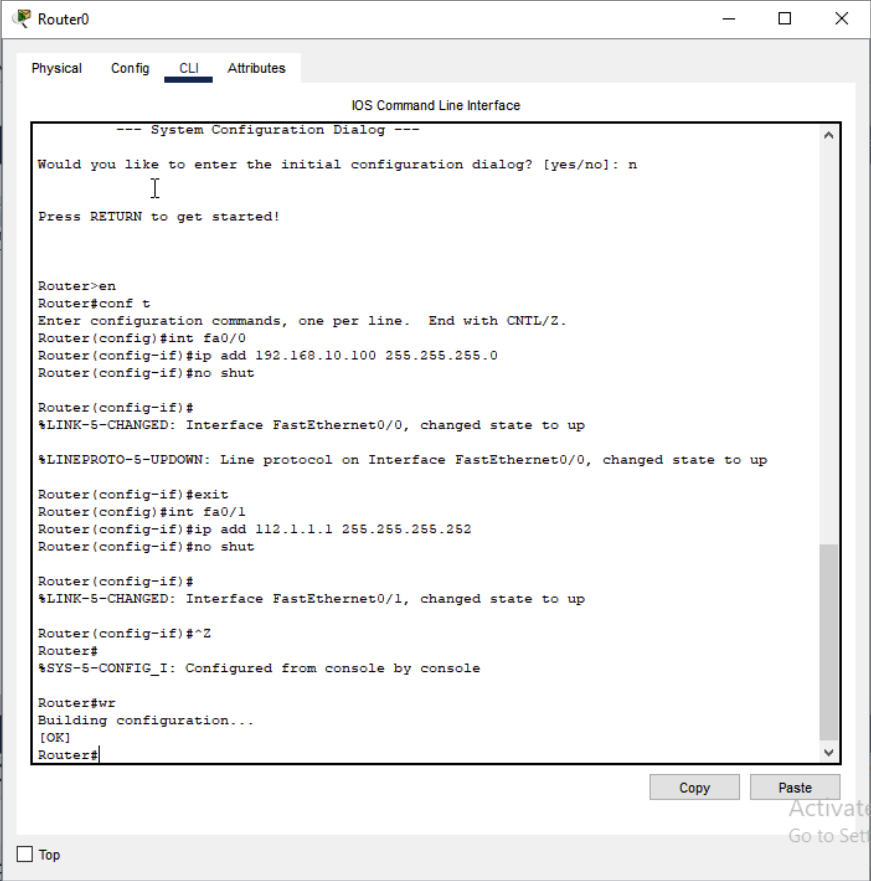 Router0
Physical Config CLI Attributes
IOS Command Line Interface
--- System Configuration Dialog ---
Would you like to enter the initial configuration dialog? [yes/no]: n
Press RETURN to get started!
Router>en
Router#conf t
Enter configuration commands, one per line.  End with CNTL/Z.
Router(config)#int fa0/0
Router(config-if)#ip add 192.168.10.100 255.255.255.0
Router(config-if)#no shut
Router(config-if)#
%LINK-5-CHANGED: Interface FastEthernet0/0, changed state to up
%LINEPROTO-5-UPDOWN: Line protocol on Interface FastEthernet0/0, changed state to up
Router(config-if)#exit
Router(config)#int fa0/1
Router(config-if)#ip add 112.1.1.1 255.255.255.252
Router(config-if)#no shut
Router(config-if)#
%LINK-5-CHANGED: Interface FastEthernet0/1, changed state to up
Router(config-if)#^Z
Router#
%SYS-5-CONFIG_I: Configured from console by console
Router#wr
Building configuration...
[OK]
Router#
Copy Paste
Activate
Go to Sett
Top